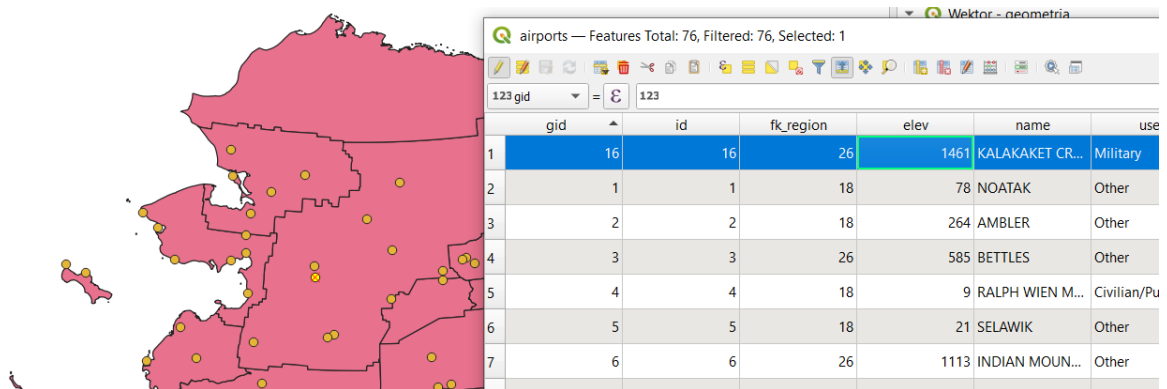 Wektor - geometria
airports — Features Total: 76, Filtered: 76, Selected: 1
123 gid = ε 123
gid id fk_region elev name use
1 16 16 26 1461 KALAKAKET CR... Military
2 1 1 18 78 NOATAK Other
3 2 2 18 264 AMBLER Other
4 3 3 26 585 BETTLES Other
5 4 4 18 9 RALPH WIEN M... Civilian/Pu
6 5 5 18 21 SELAWIK Other
7 6 6 26 1113 INDIAN MOUN... Other